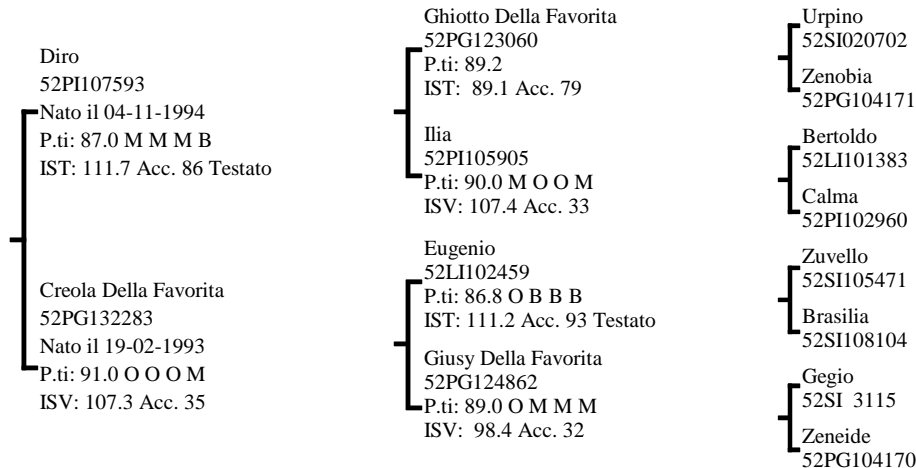 Diro
52PI107593
Nato il 04-11-1994
P.ti: 87.0 M M M B
IST: 111.7 Acc. 86 Testato
Creola Della Favorita
52PG132283
Nato il 19-02-1993
P.ti: 91.0 O O O M
ISV: 107.3 Acc. 35
Ghiotto Della Favorita
52PG123060
P.ti: 89.2
IST:  89.1 Acc. 79
Ilia
52PI105905
P.ti: 90.0 M O O M
ISV: 107.4 Acc. 33
Eugenio
52LI102459
P.ti: 86.8 O B B B
IST: 111.2 Acc. 93 Testato
Giusy Della Favorita
52PG124862
P.ti: 89.0 O M M M
ISV:  98.4 Acc. 32
Urpino
52SI020702
Zenobia
52PG104171
Bertoldo
52LI101383
Calma
52PI102960
Zuvello
52SI105471
Brasilia
52SI108104
Gegio
52SI  3115
Zeneide
52PG104170